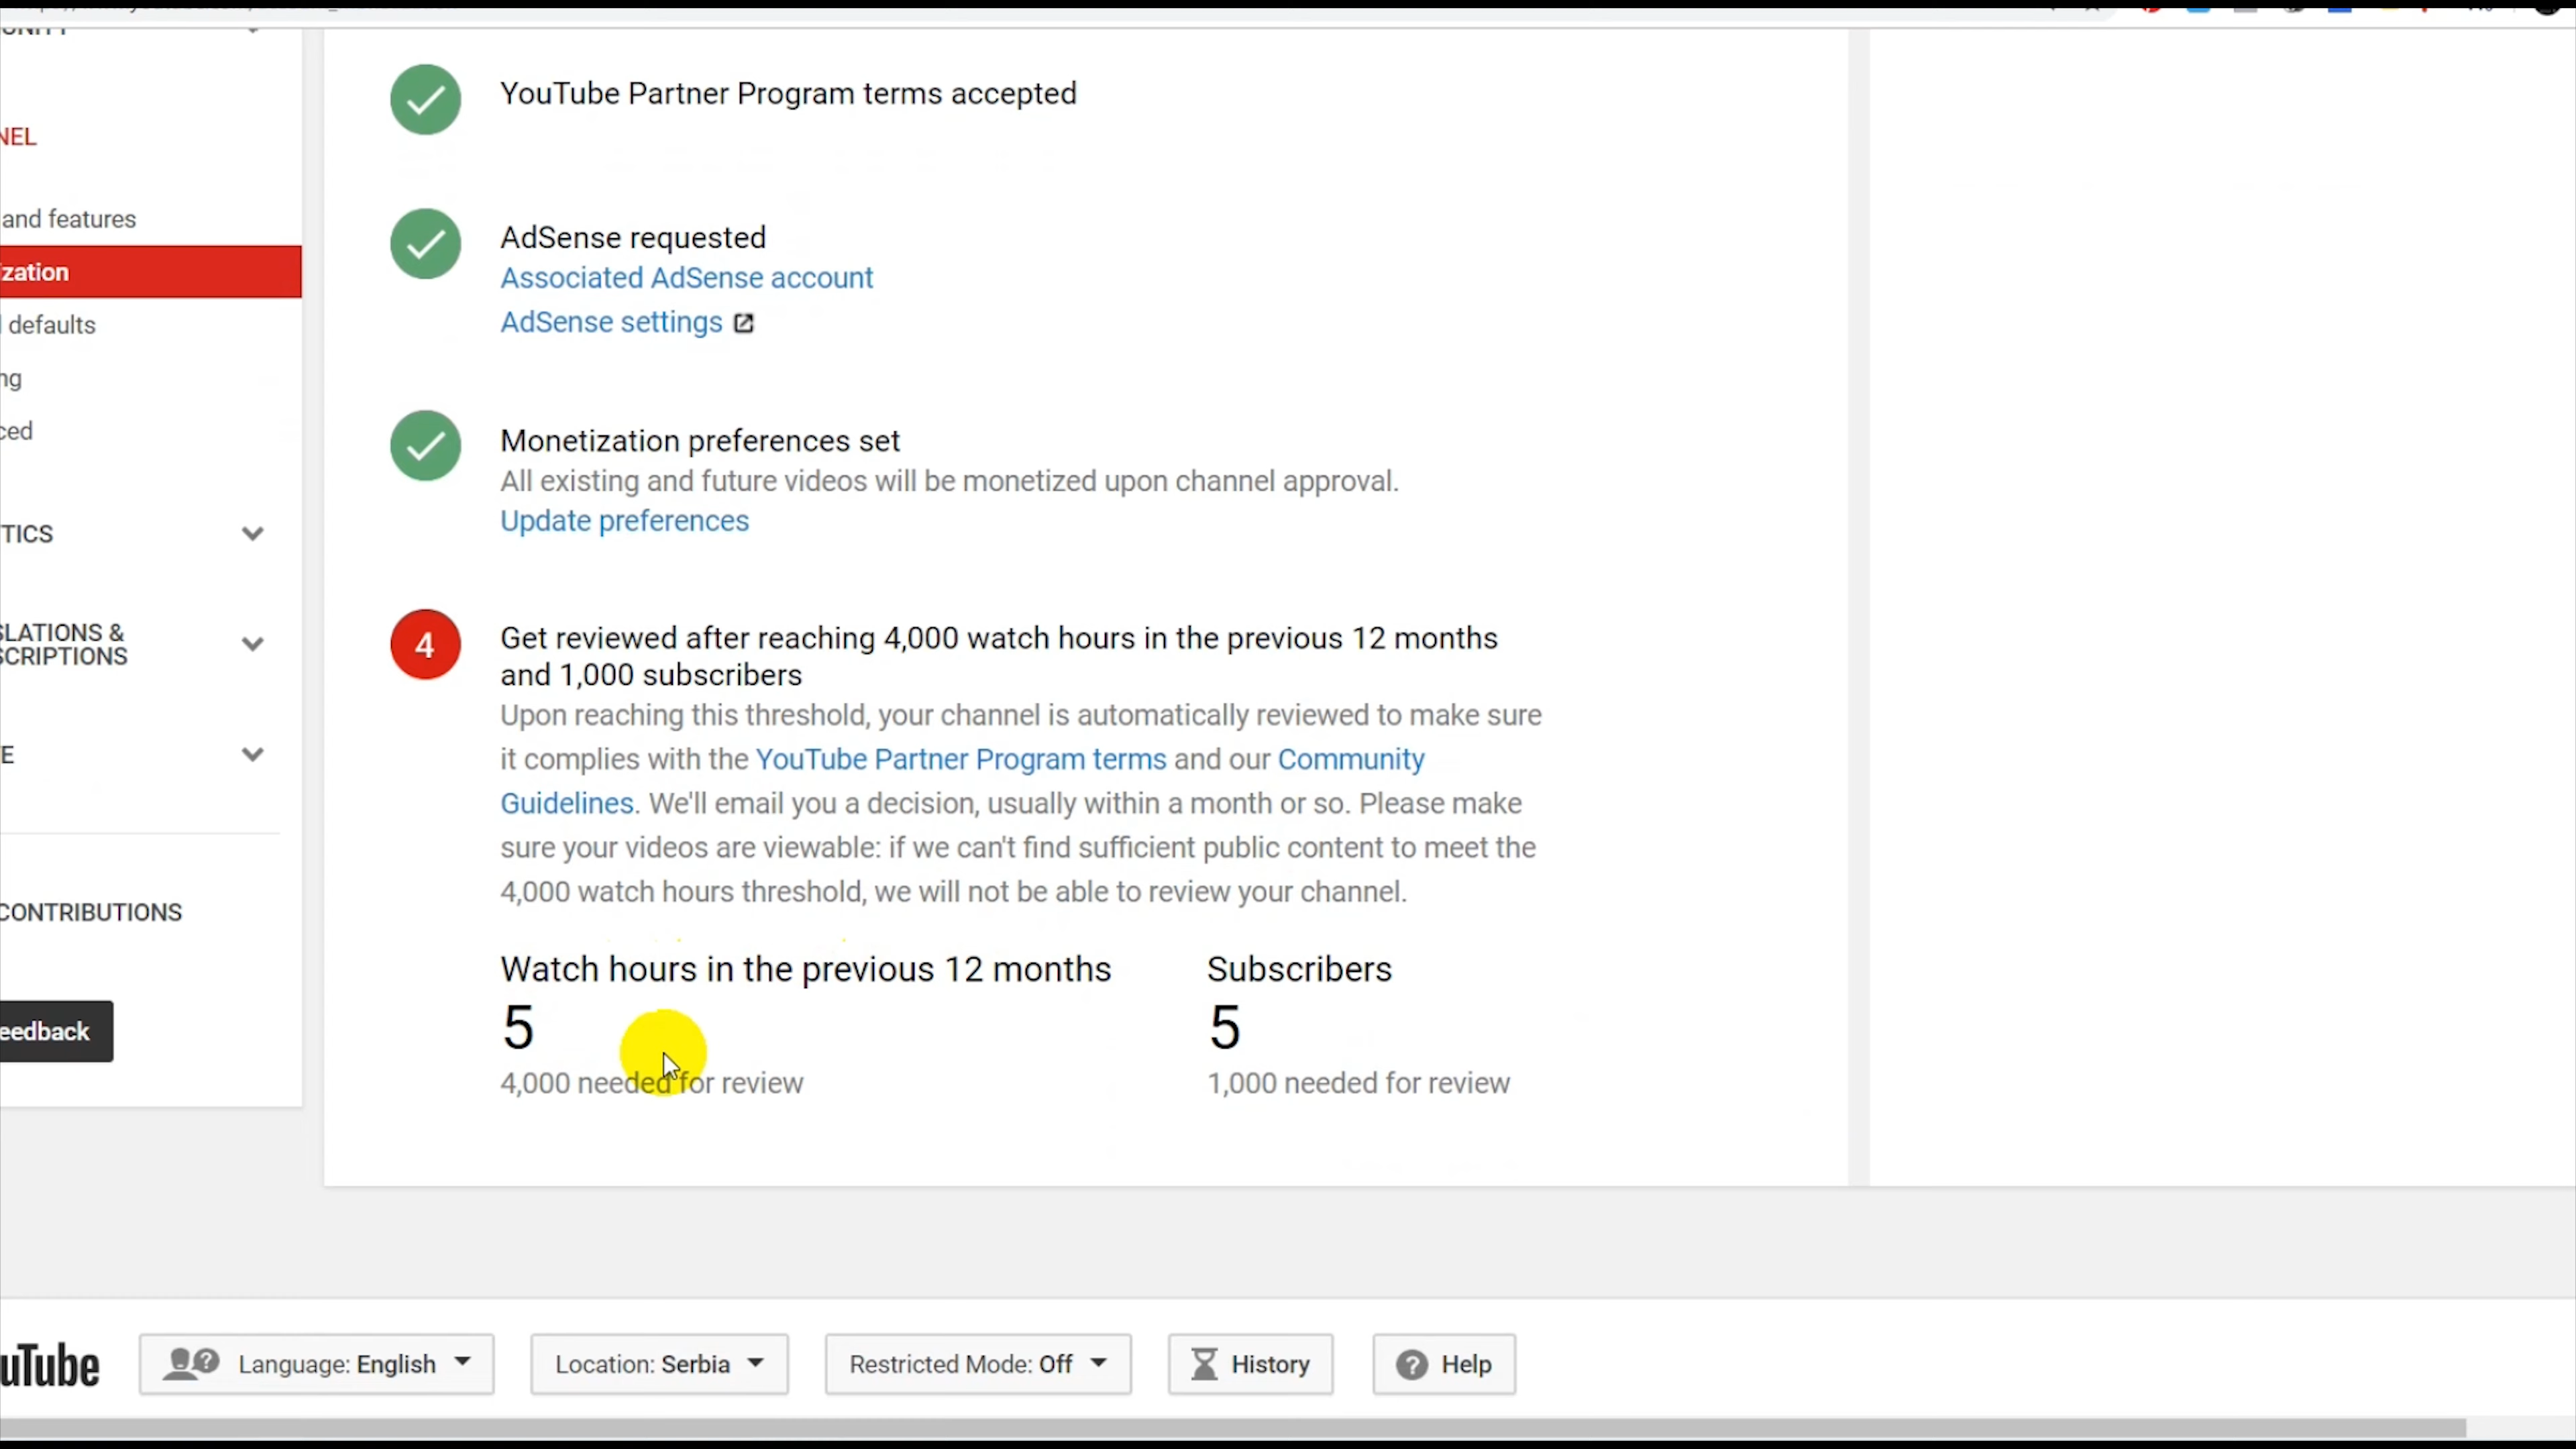 YouTube Partner Program terms accepted
NEL
and features
AdSense requested
zation
Associated AdSense account
defaults
AdSense settings
ng
ced
Monetization preferences set
All existing and future videos will be monetized upon channel approval.
Update preferences
TICS
SLATIONS &
SCRIPTIONS
4
Get reviewed after reaching 4,000 watch hours in the previous 12 months
and 1,000 subscribers
Upon reaching this threshold, your channel is automatically reviewed to make sure
it complies with the YouTube Partner Program terms and our Community
Guidelines. We'll email you a decision, usually within a month or so. Please make
sure your videos are viewable: if we can't find sufficient public content to meet the
4,000 watch hours threshold, we will not be able to review your channel.
E
CONTRIBUTIONS
Watch hours in the previous 12 months
5
4,000 needed for review
Subscribers
5
1,000 needed for review
eedback
uTube
Language: English
Location: Serbia
Restricted Mode: Off
History
Help